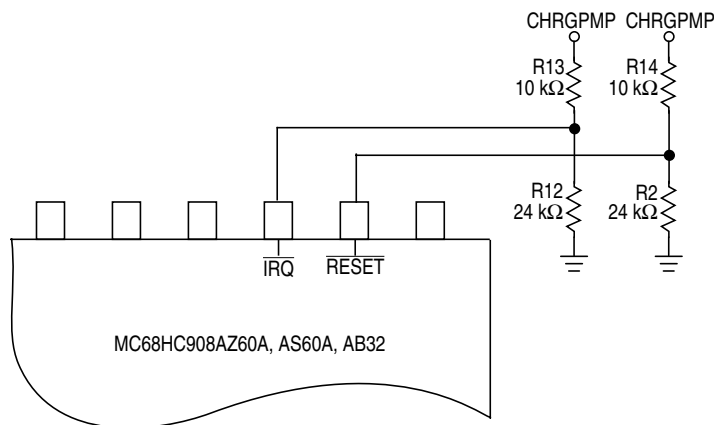 CHRGPMP CHRGPMP
R13
10 kΩ
R14
10 kΩ
R12
24 kΩ
R2
24 kΩ
IRQ
RESET
MC68HC908AZ60A, AS60A, AB32